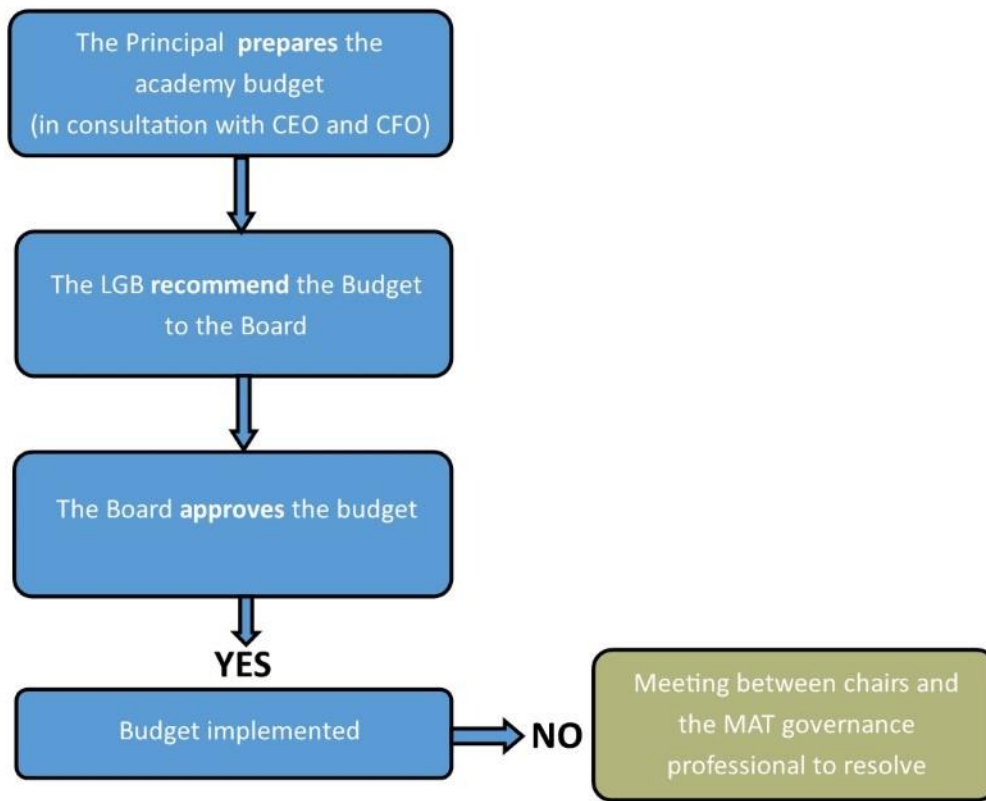 The Principal prepares the
academy budget
(in consultation with CEO and CFO)
The LGB recommend the Budget
to the Board
The Board approves the budget
YES
Budget implemented
NO
Meeting between chairs and
the MAT governance
professional to resolve